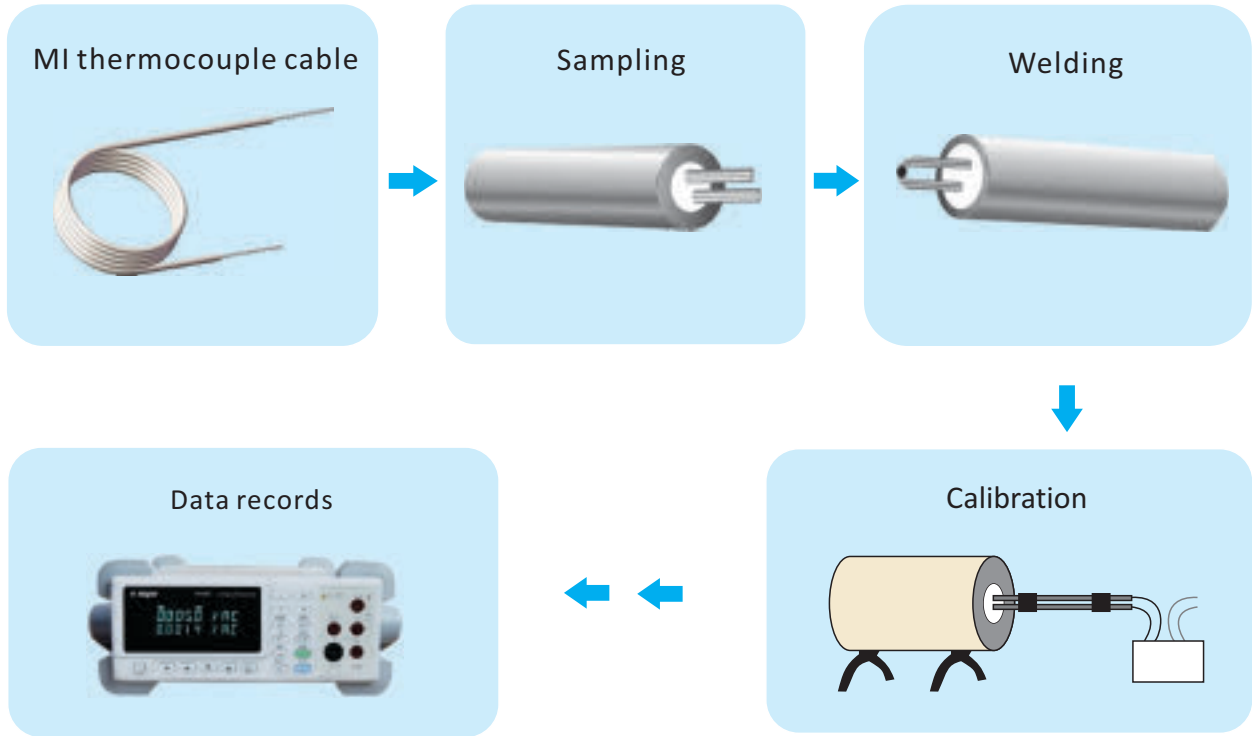 MI thermocouple cable
Sampling
Welding
Calibration
Data records